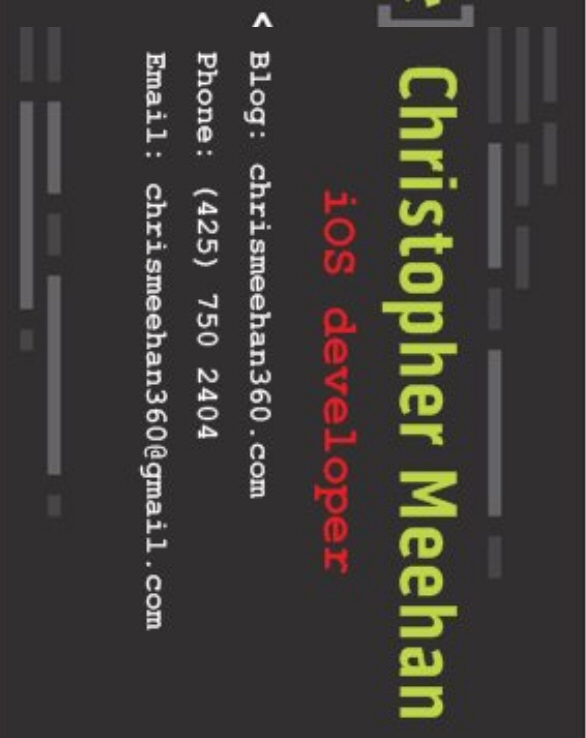 Christopher Meehan
iOS developer
< Blog: chrismeehan360.com
Phone: (425) 750 2404
Email: chrismeehan360@gmail.com